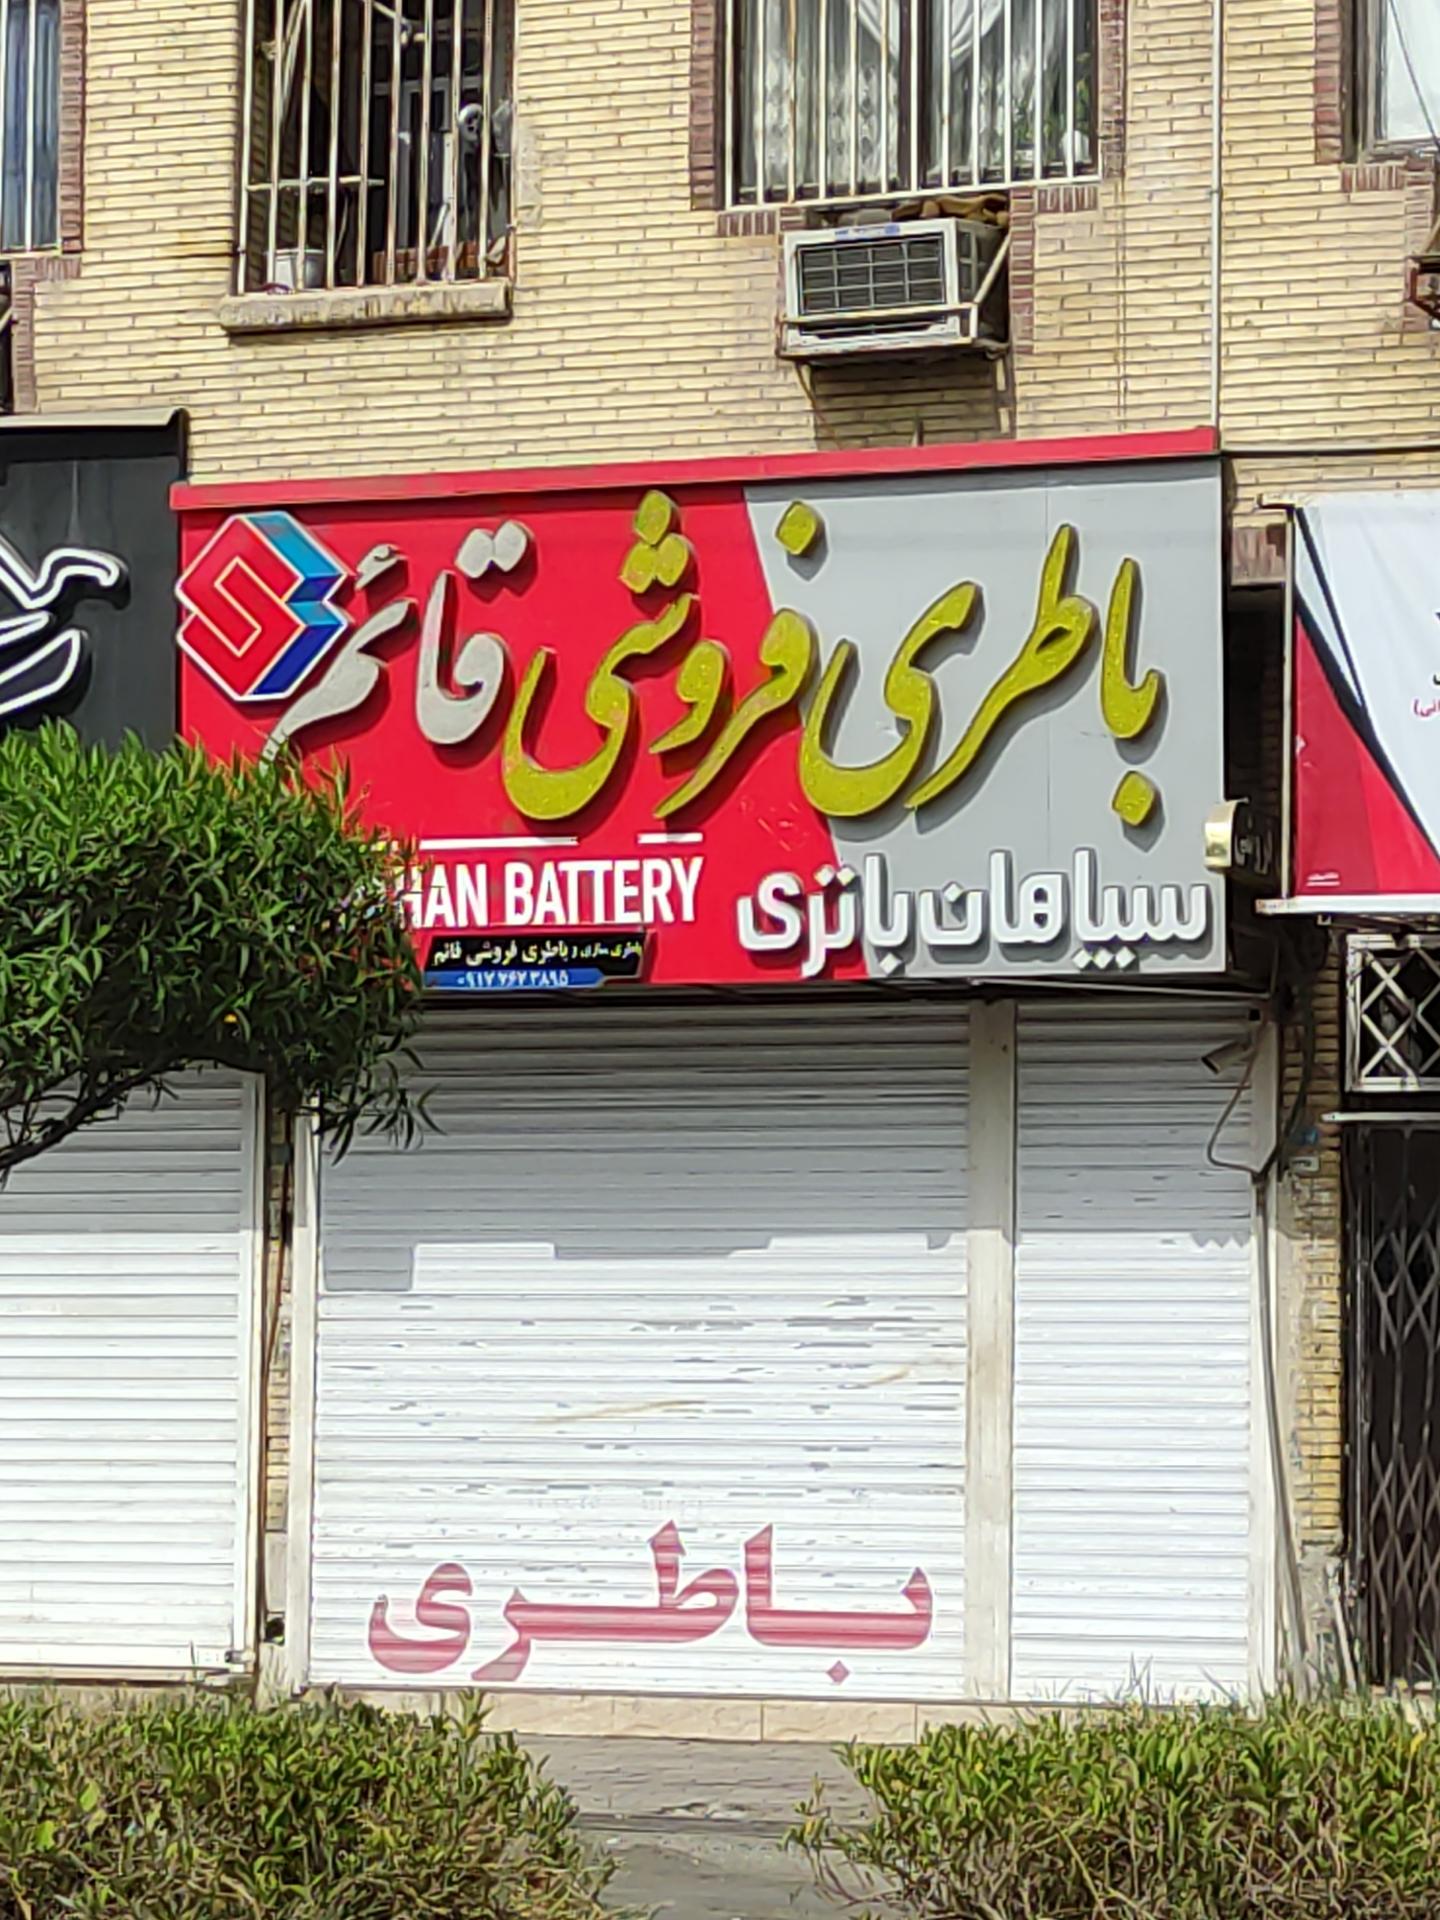 باطری فروشی قائم
سپاهان باتری
HAN BATTERY
باطری سازی و باطری فروشی قائم
۰۹۱۷۷۶۲۳۸۹۵
باطری